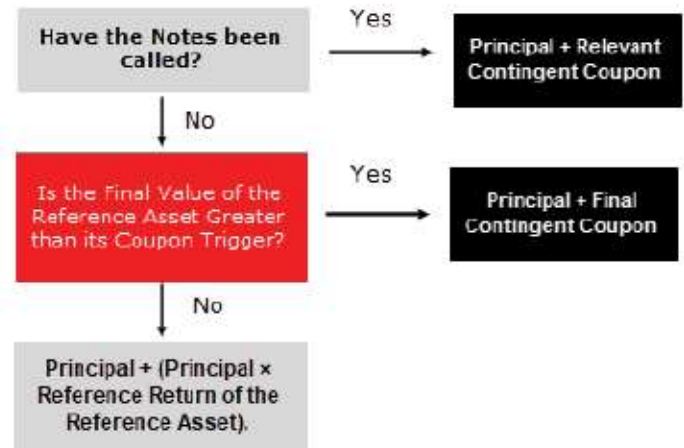 Have the Notes been
called?
Yes
Principal + Relevant
Contingent Coupon
No
Is the Final Value of the
Reference Asset Greater
than its Coupon Trigger?
Yes
Principal + Final
Contingent Coupon
No
Principal + (Principal ×
Reference Return of the
Reference Asset).